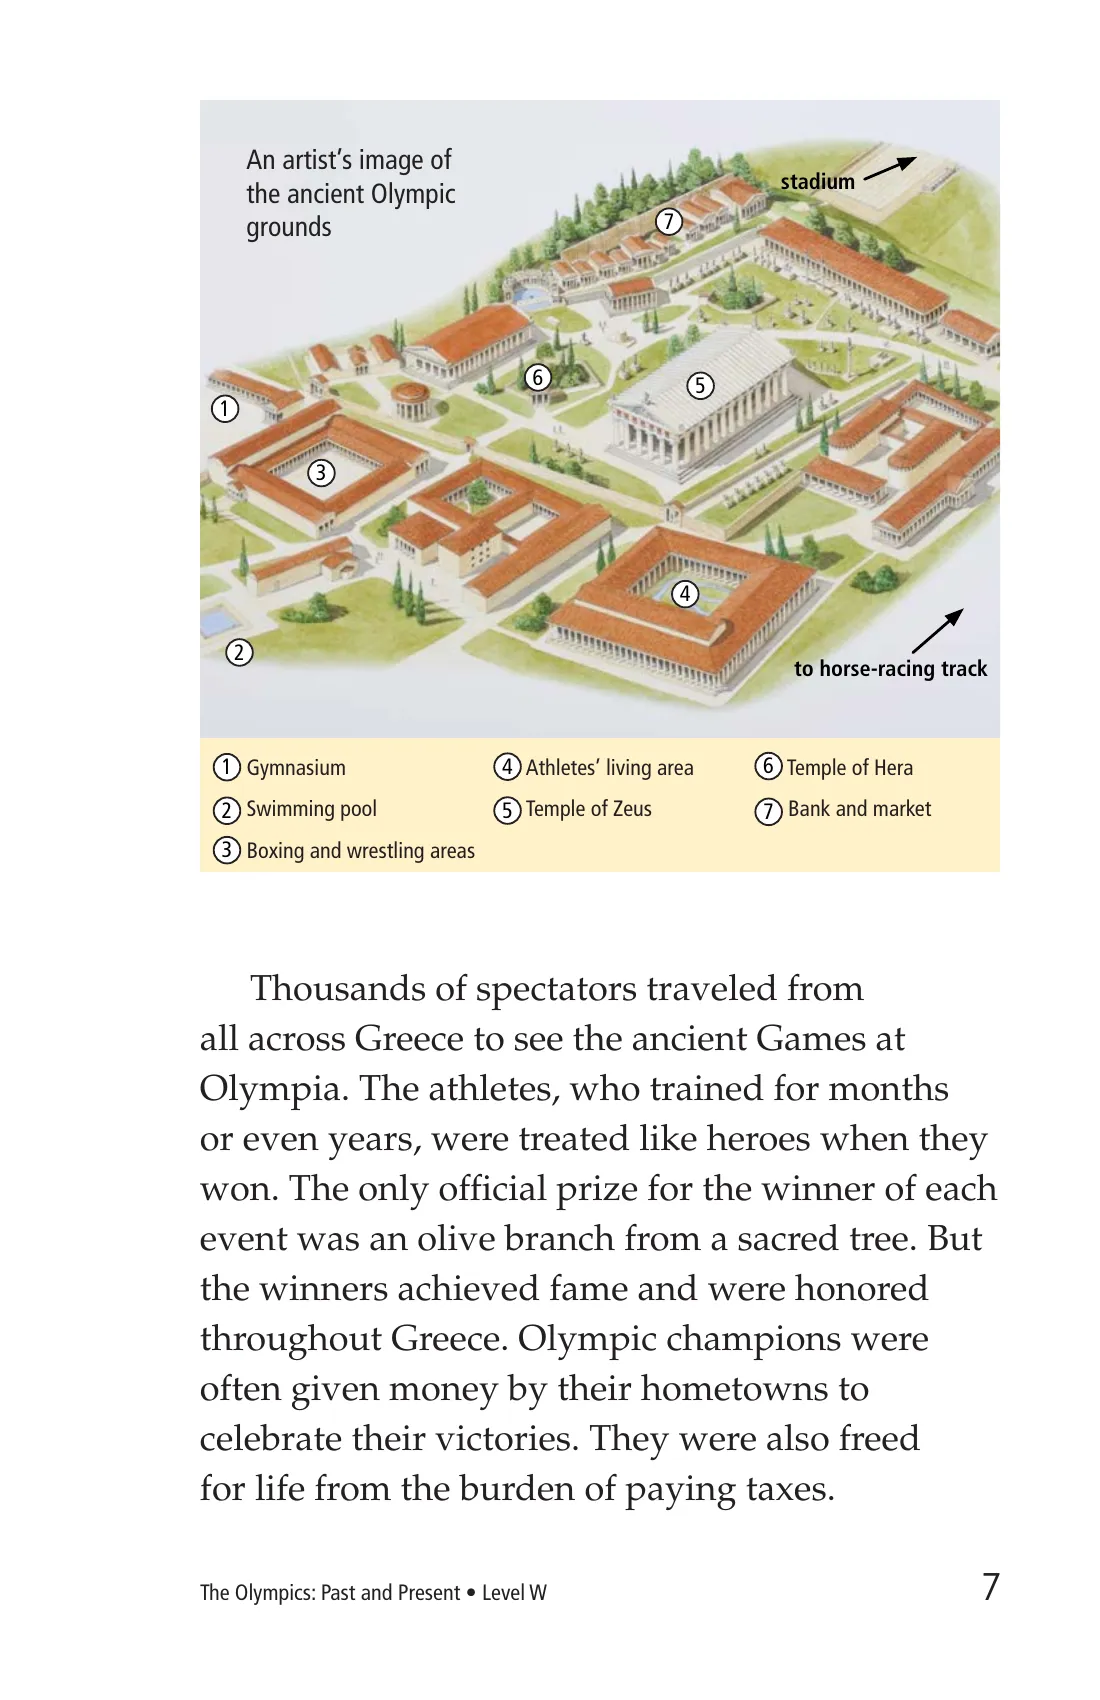 An artist’s image of
the ancient Olympic
grounds
stadium
7
6
5
1
3
4
2
to horse-racing track
1 Gymnasium
2 Swimming pool
3 Boxing and wrestling areas
4 Athletes’ living area
5 Temple of Zeus
6 Temple of Hera
7 Bank and market
Thousands of spectators traveled from
all across Greece to see the ancient Games at
Olympia. The athletes, who trained for months
or even years, were treated like heroes when they
won. The only official prize for the winner of each
event was an olive branch from a sacred tree. But
the winners achieved fame and were honored
throughout Greece. Olympic champions were
often given money by their hometowns to
celebrate their victories. They were also freed
for life from the burden of paying taxes.
The Olympics: Past and Present • Level W
7